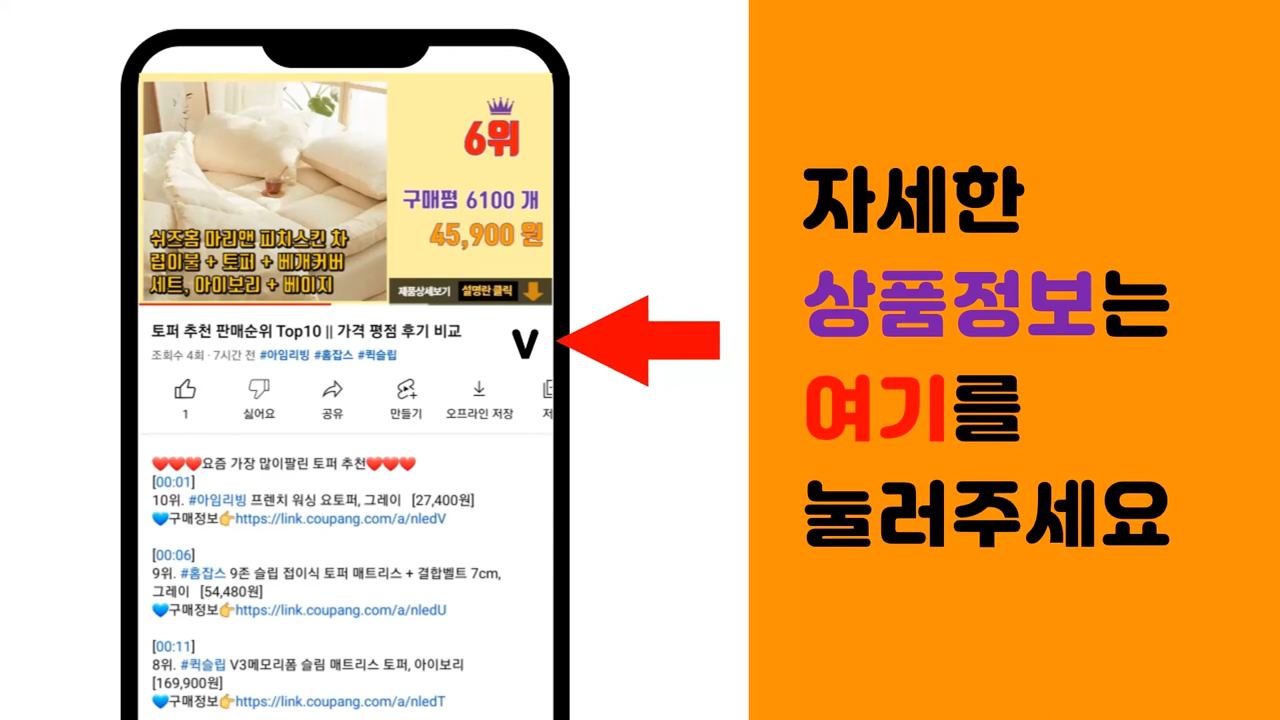 6위
구매평 6100 개
45,900 원
쉬즈홈 마리앤 피치스킨 차
렵이불 + 토퍼 + 베개커버
세트, 아이보리 + 베이지
제품상세보기 설명란 클릭
토퍼 추천 판매순위 Top10 || 가격 평점 후기 비교
V
조회수 4회 · 7시간 전 #아임리빙 #홈잡스 #퀵슬립
1 싫어요 공유 만들기 오프라인 저장 저
❤❤❤요즘 가장 많이팔린 토퍼 추천❤❤❤
[00:01]
10위. #아임리빙 프렌치 워싱 요토퍼, 그레이 [27,400원]
💙구매정보👉https://link.coupang.com/a/nledV
[00:06]
9위. #홈잡스 9존 슬립 접이식 토퍼 매트리스 + 결합벨트 7cm,
그레이 [54,480원]
💙구매정보👉https://link.coupang.com/a/nledU
[00:11]
8위. #퀵슬립 V3메모리폼 슬림 매트리스 토퍼, 아이보리
[169,900원]
💙구매정보👉https://link.coupang.com/a/nledT
자세한
상품정보는
여기를
눌러주세요